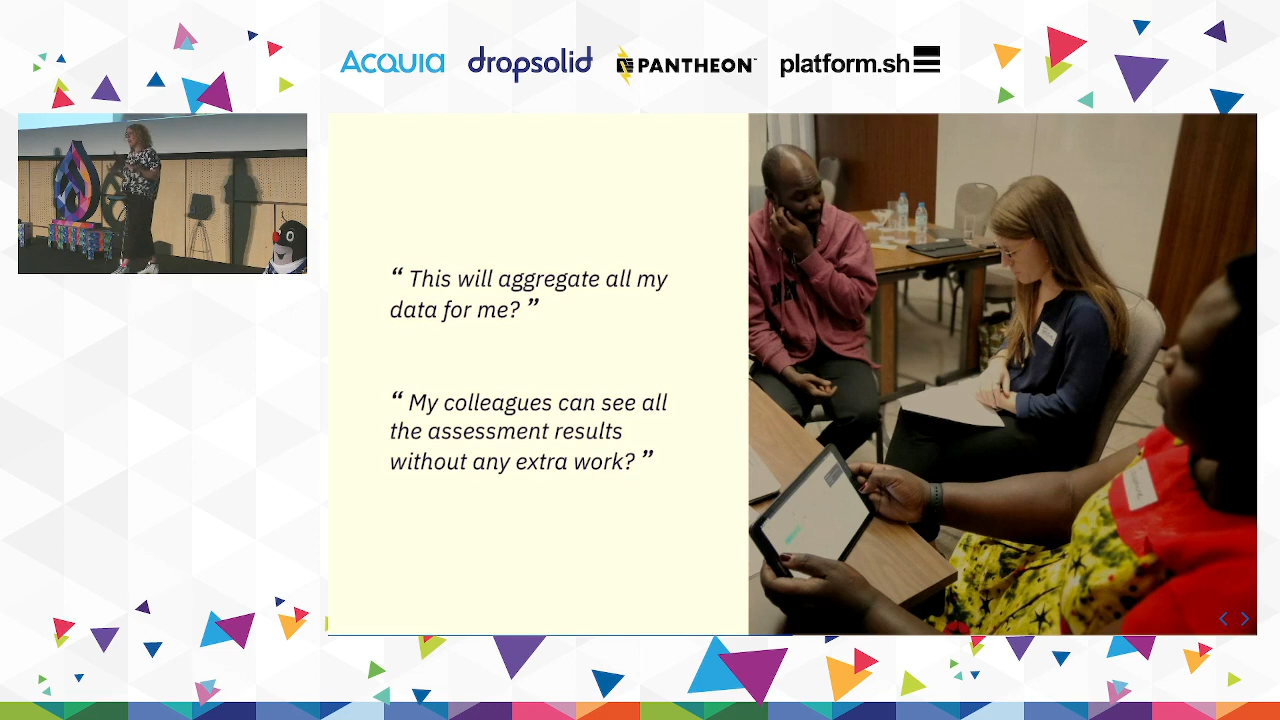 ACQUIA
dropsolid
PANTHEON
platform.sh
“ This will aggregate all my
data for me? ”
“ My colleagues can see all
the assessment results
without any extra work? ”